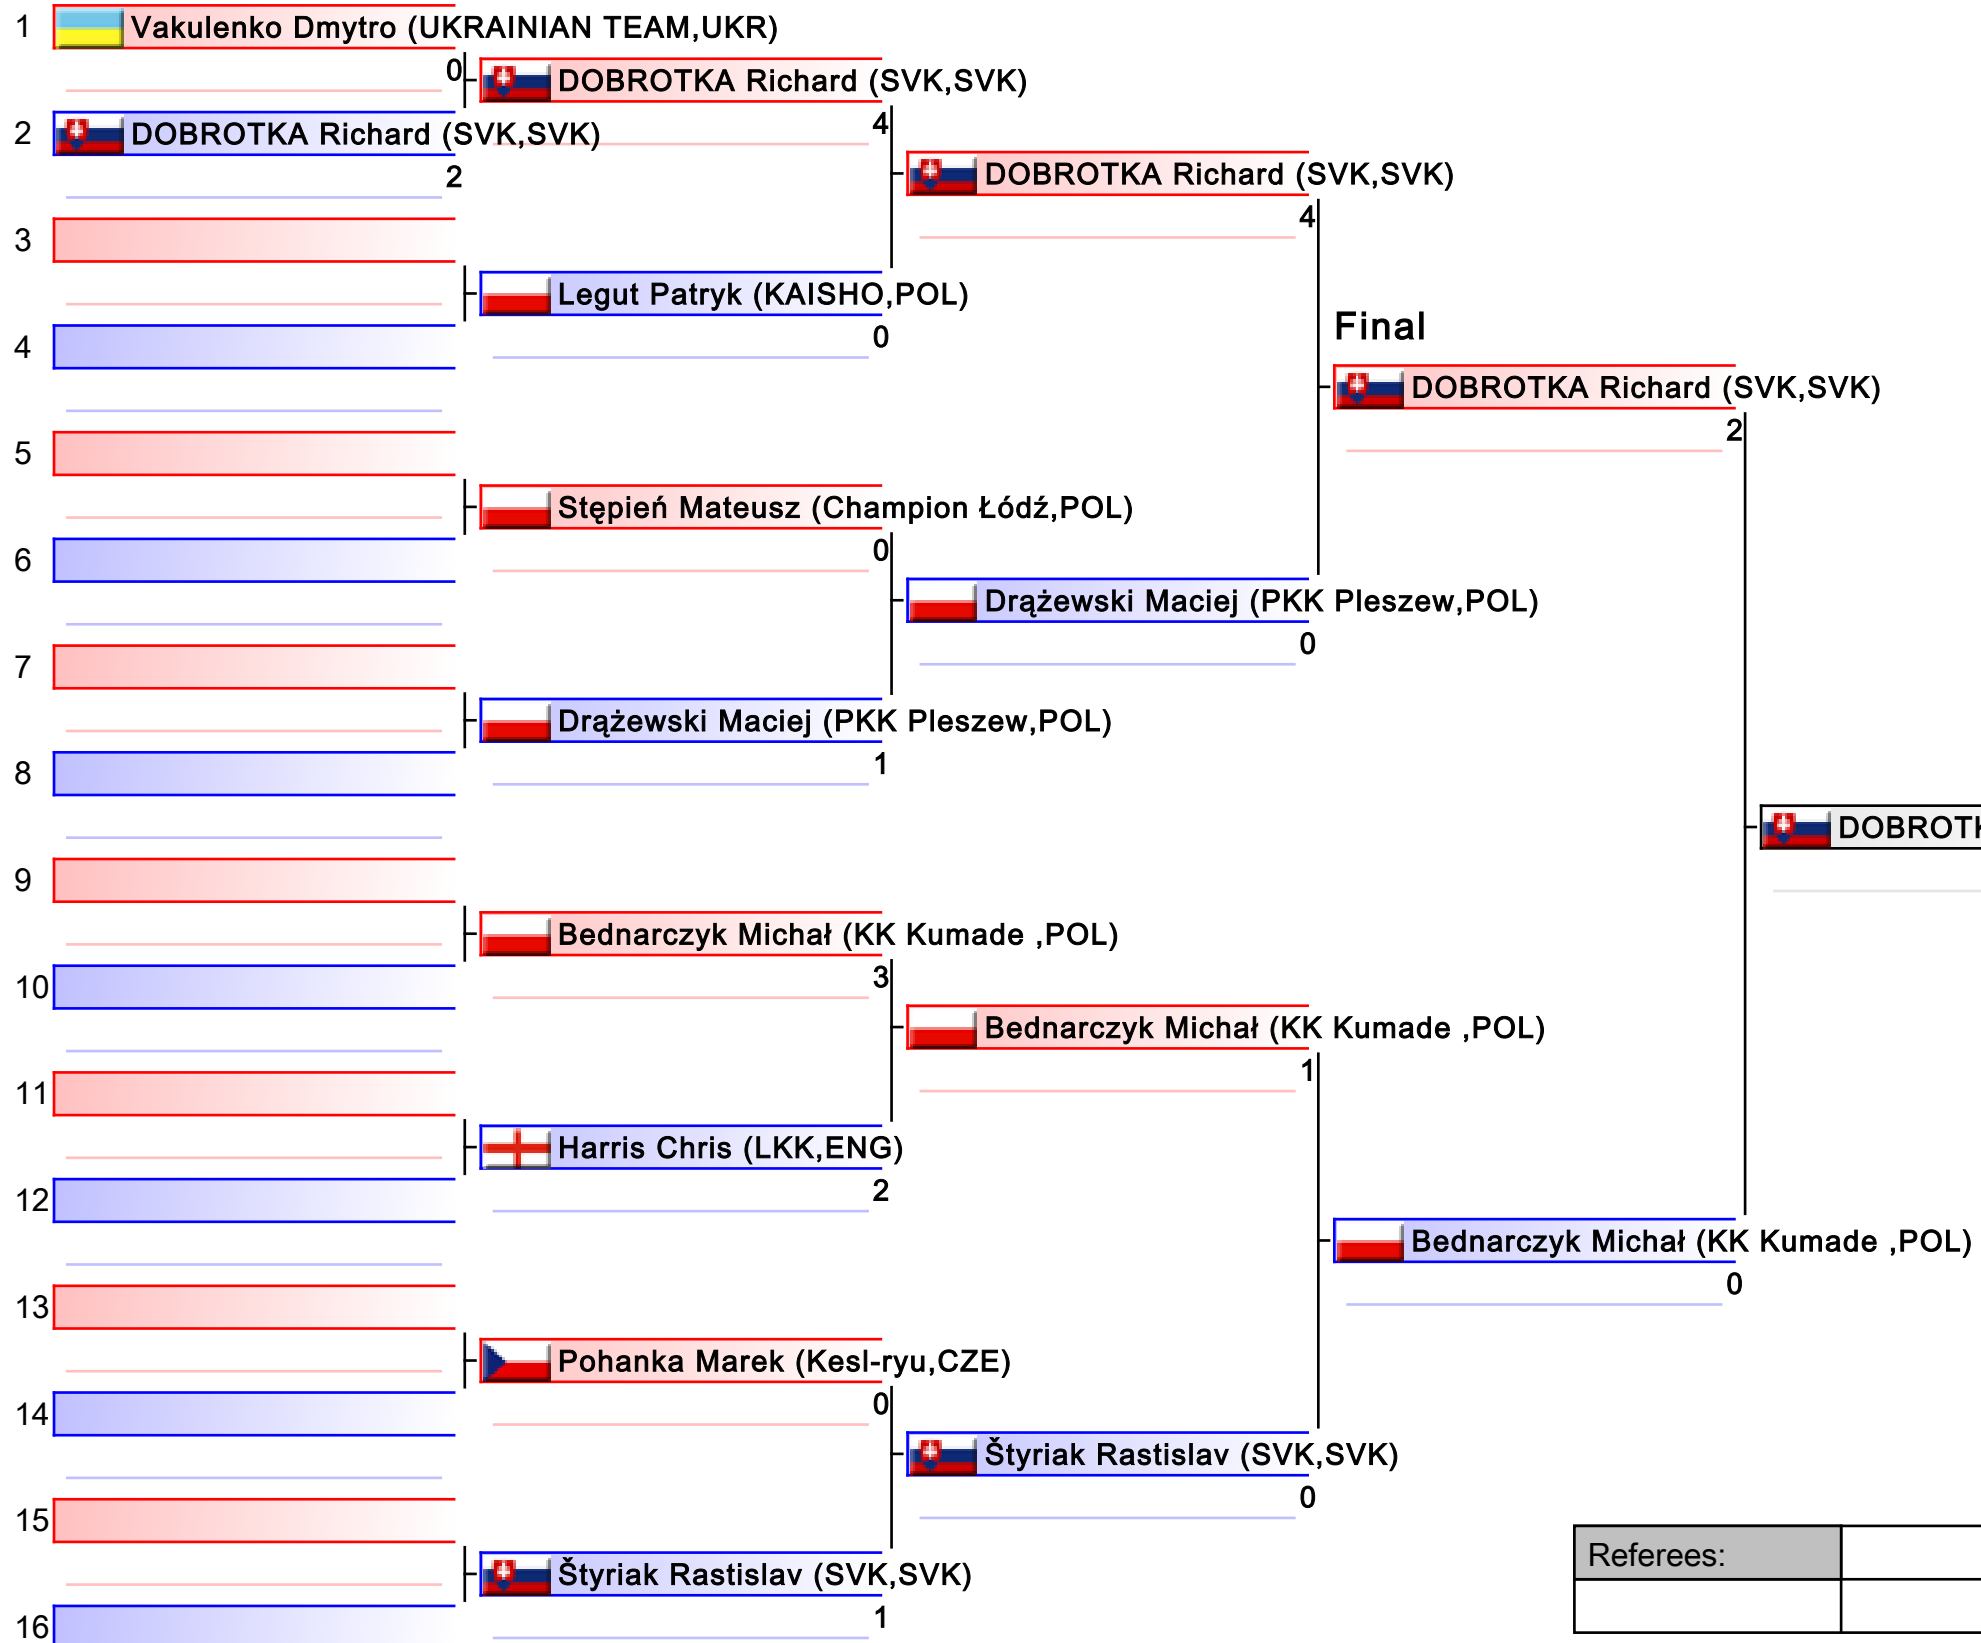 1 Vakulenko Dmytro (UKRAINIAN TEAM,UKR)
0
DOBROTKA Richard (SVK,SVK)
4
2 DOBROTKA Richard (SVK,SVK)
2
DOBROTKA Richard (SVK,SVK)
4
3
Legut Patryk (KAISHO,POL)
0
4
Final
DOBROTKA Richard (SVK,SVK)
2
5
Stępień Mateusz (Champion Łódź,POL)
0
6
Drążewski Maciej (PKK Pleszew,POL)
0
7
Drążewski Maciej (PKK Pleszew,POL)
1
8
DOBROTK
9
Bednarczyk Michał (KK Kumade ,POL)
3
10
Bednarczyk Michał (KK Kumade ,POL)
1
11
Harris Chris (LKK,ENG)
2
12
Bednarczyk Michał (KK Kumade ,POL)
0
13
Pohanka Marek (Kesl-ryu,CZE)
0
14
Štyriak Rastislav (SVK,SVK)
0
15
Referees:
Štyriak Rastislav (SVK,SVK)
1
16